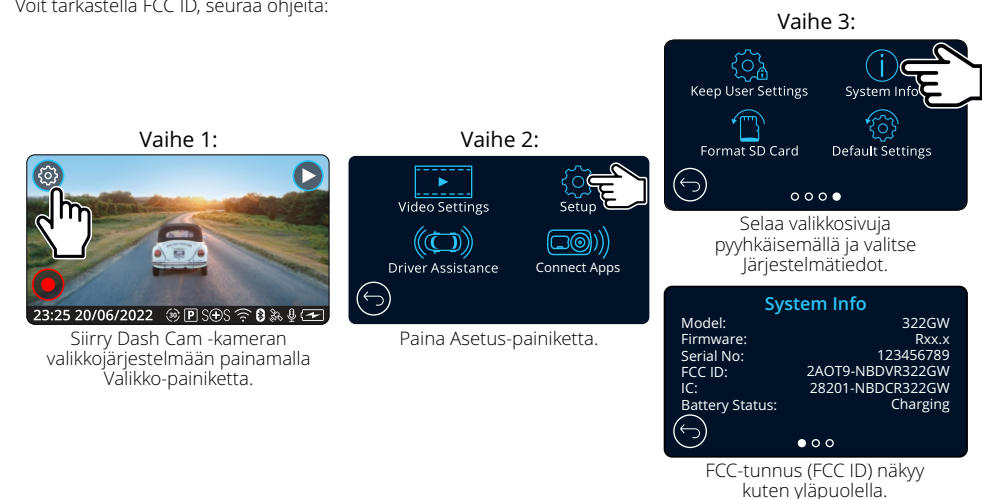 Voit tarkastella FCC ID, seuraa ohjeita:
Vaihe 1:
23:25 20/06/2022 30 P S S
Siirry Dash Cam -kameran
valikkojärjestelmään painamalla
Valikko-painiketta.
Vaihe 2:
Video Settings
Setup
Driver Assistance
Connect Apps
Paina Asetus-painiketta.
Vaihe 3:
Keep User Settings
System Info
Format SD Card
Default Settings
Selaa valikkosivuja
pyyhkäisemällä ja valitse
Järjestelmätiedot.
System Info
Model: 322GW
Firmware: Rxx.x
Serial No: 123456789
FCC ID: 2AOT9-NBDVR322GW
IC: 28201-NBDCR322GW
Battery Status: Charging
FCC-tunnus (FCC ID) näkyy
kuten yläpuolella.